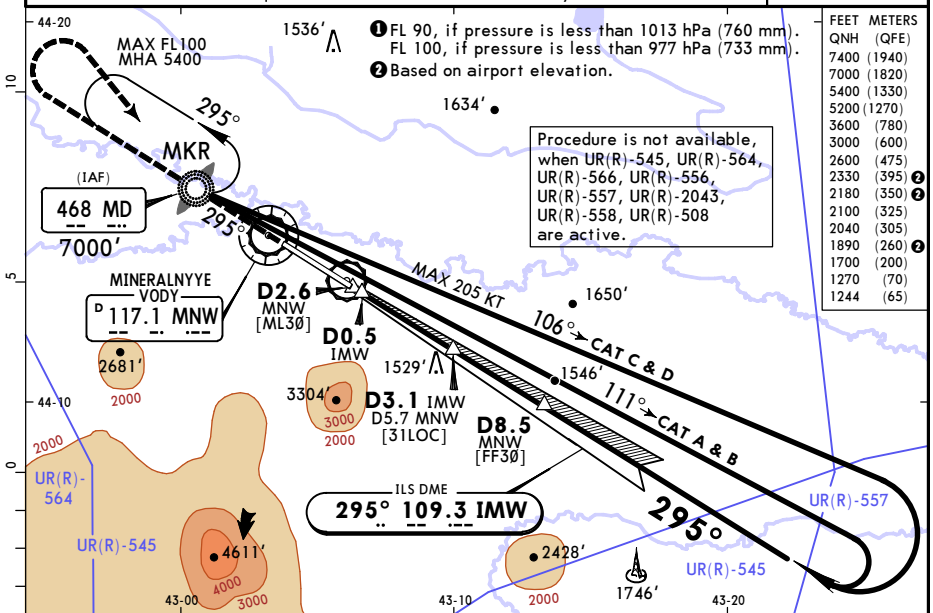 44-20
1536'
❶ FL 90, if pressure is less than 1013 hPa (760 mm).
FL 100, if pressure is less than 977 hPa (733 mm).
❷ Based on airport elevation.
FEET METERS
QNH (QFE)
7400 (1940)
7000 (1820)
5400 (1330)
5200 (1270)
3600 (780)
3000 (600)
2600 (475)
2330 (395) ❷
2180 (350) ❷
2100 (325)
2040 (305)
1890 (260) ❷
1700 (200)
1270 (70)
1244 (65)
MAX FL100
MHA 5400
10
295°
1634'
MKR
Procedure is not available,
when UR(R)-545, UR(R)-564,
UR(R)-566, UR(R)-556,
UR(R)-557, UR(R)-2043,
UR(R)-558, UR(R)-508
are active.
(IAF)
468 MD
7000'
295°
5
MINERALNYYE
VODY
D 117.1 MNW
D2.6
MNW
[ML3Ø]
MAX 205 KT
1650'
106° CAT C & D
D0.5
IMW
1529'
2681'
2000
3304'
3000
2000
1546'
111° CAT A & B
D3.1 IMW
D5.7 MNW
[31LOC]
D8.5
MNW
[FF3Ø]
44-10
2000
0
UR(R)-
564
ILS DME
295° 109.3 IMW
295°
UR(R)-557
UR(R)-545
4611'
4000
3000
2428'
2000
1746'
UR(R)-545
43-00
43-10
43-20